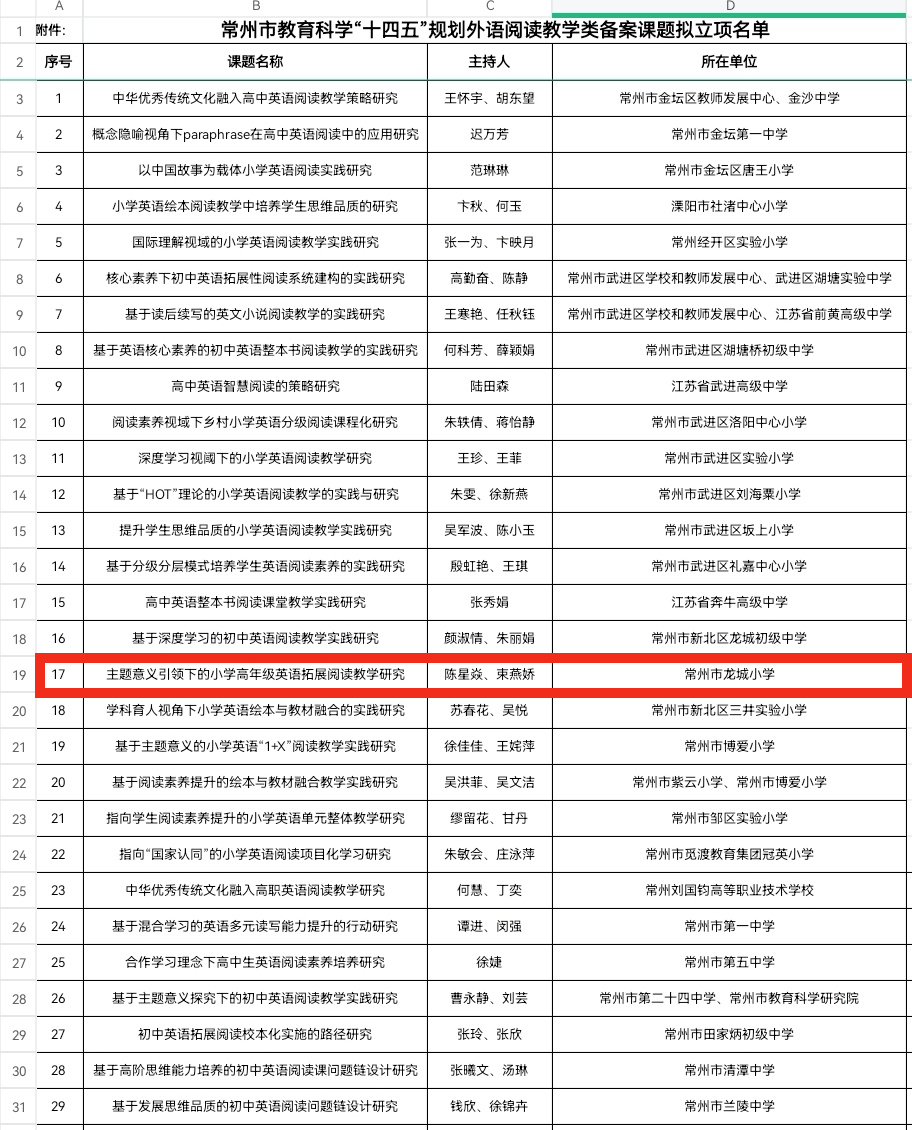 A B C D
1 附件： 常州市教育科学“十四五”规划外语阅读教学类备案课题拟立项名单
2 序号 课题名称 主持人 所在单位
3 1 中华优秀传统文化融入高中英语阅读教学策略研究 王怀宇、胡东望 常州市金坛区教师发展中心、金沙中学
4 2 概念隐喻视角下paraphrase在高中英语阅读中的应用研究 迟万芳 常州市金坛第一中学
5 3 以中国故事为载体小学英语阅读实践研究 范琳琳 常州市金坛区唐王小学
6 4 小学英语绘本阅读教学中培养学生思维品质的研究 卞秋、何玉 溧阳市社渚中心小学
7 5 国际理解视域的小学英语阅读教学实践研究 张一为、卞映月 常州经开区实验小学
8 6 核心素养下初中英语拓展性阅读系统建构的实践研究 高勤奋、陈静 常州市武进区学校和教师发展中心、武进区湖塘实验中学
9 7 基于读后续写的英文小说阅读教学的实践研究 王寒艳、任秋钰 常州市武进区学校和教师发展中心、江苏省前黄高级中学
10 8 基于英语核心素养的初中英语整本书阅读教学的实践研究 何科芳、薛颖娟 常州市武进区湖塘桥初级中学
11 9 高中英语智慧阅读的策略研究 陆田森 江苏省武进高级中学
12 10 阅读素养视域下乡村小学英语分级阅读课程化研究 朱轶倩、蒋怡静 常州市武进区洛阳中心小学
13 11 深度学习视阈下的小学英语阅读教学研究 王珍、王菲 常州市武进区实验小学
14 12 基于“HOT”理论的小学英语阅读教学的实践与研究 朱雯、徐新燕 常州市武进区刘海粟小学
15 13 提升学生思维品质的小学英语阅读教学实践研究 吴军波、陈小玉 常州市武进区坂上小学
16 14 基于分级分层模式培养学生英语阅读素养的实践研究 殷虹艳、王琪 常州市武进区礼嘉中心小学
17 15 高中英语整本书阅读课堂教学实践研究 张秀娟 江苏省奔牛高级中学
18 16 基于深度学习的初中英语阅读教学实践研究 颜淑情、朱丽娟 常州市新北区龙城初级中学
19 17 主题意义引领下的小学高年级英语拓展阅读教学研究 陈星焱、束燕娇 常州市龙城小学
20 18 学科育人视角下小学英语绘本与教材融合的实践研究 苏春花、吴悦 常州市新北区三井实验小学
21 19 基于主题意义的小学英语“1+X”阅读教学实践研究 徐佳佳、王姹萍 常州市博爱小学
22 20 基于阅读素养提升的绘本与教材融合教学实践研究 吴洪菲、吴文洁 常州市紫云小学、常州市博爱小学
23 21 指向学生阅读素养提升的小学英语单元整体教学研究 缪留花、甘丹 常州市邹区实验小学
24 22 指向“国家认同”的小学英语阅读项目化学习研究 朱敏会、庄泳萍 常州市觅渡教育集团冠英小学
25 23 中华优秀传统文化融入高职英语阅读教学研究 何慧、丁奕 常州刘国钧高等职业技术学校
26 24 基于混合学习的英语多元读写能力提升的行动研究 谭进、闵强 常州市第一中学
27 25 合作学习理念下高中生英语阅读素养培养研究 徐婕 常州市第五中学
28 26 基于主题意义探究下的初中英语阅读教学实践研究 曹永静、刘芸 常州市第二十四中学、常州市教育科学研究院
29 27 初中英语拓展阅读校本化实施的路径研究 张玲、张欣 常州市田家炳初级中学
30 28 基于高阶思维能力培养的初中英语阅读课问题链设计研究 张曦文、汤琳 常州市清潭中学
31 29 基于发展思维品质的初中英语阅读问题链设计研究 钱欣、徐锦卉 常州市兰陵中学